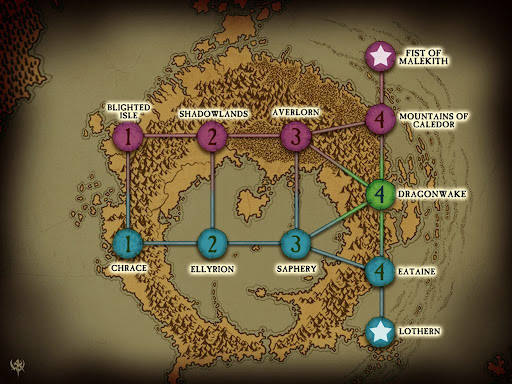 FIST OF
MALEKITH
BLIGHTED
ISLE
SHADOWLANDS
AVERLORN
MOUNTAINS OF
CALEDOR
1
2
3
4
DRAGONWAKE
4
1
2
3
4
CHRACE
ELLYRION
SAPHERY
EATAINE
LOTHERN